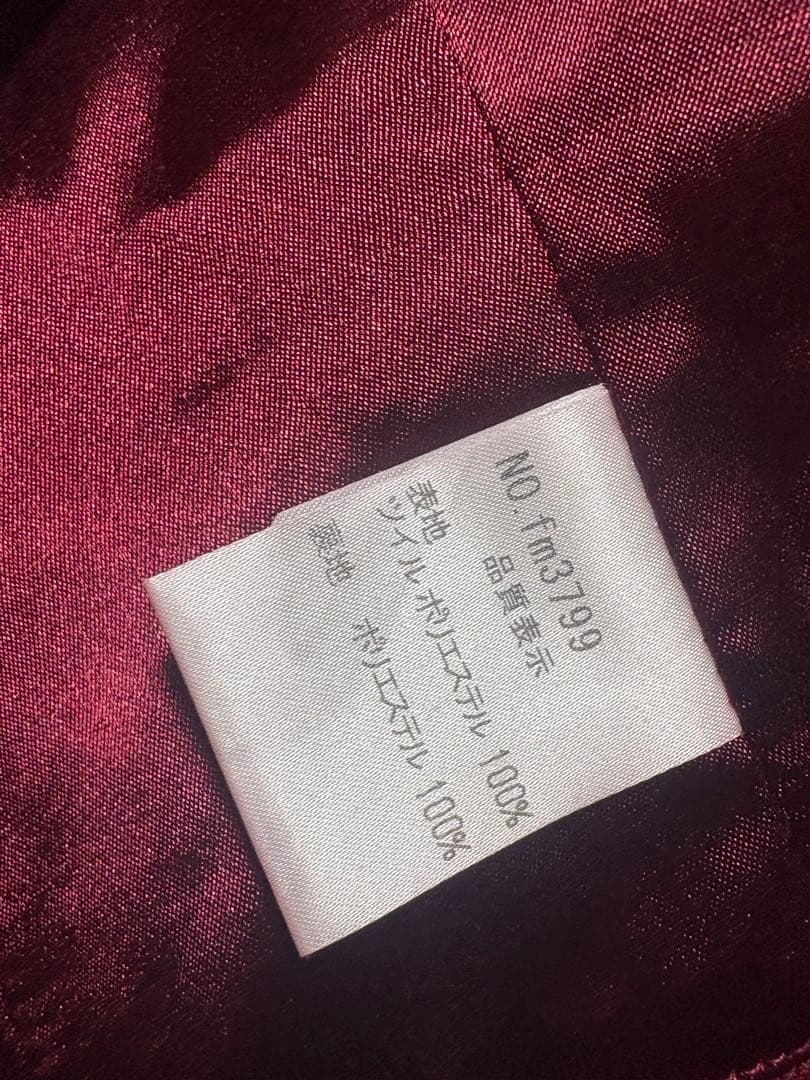 NO.fm3799
品質表示
表地
ツイル ポリエステル 100%
裏地
ポリエステル 100%